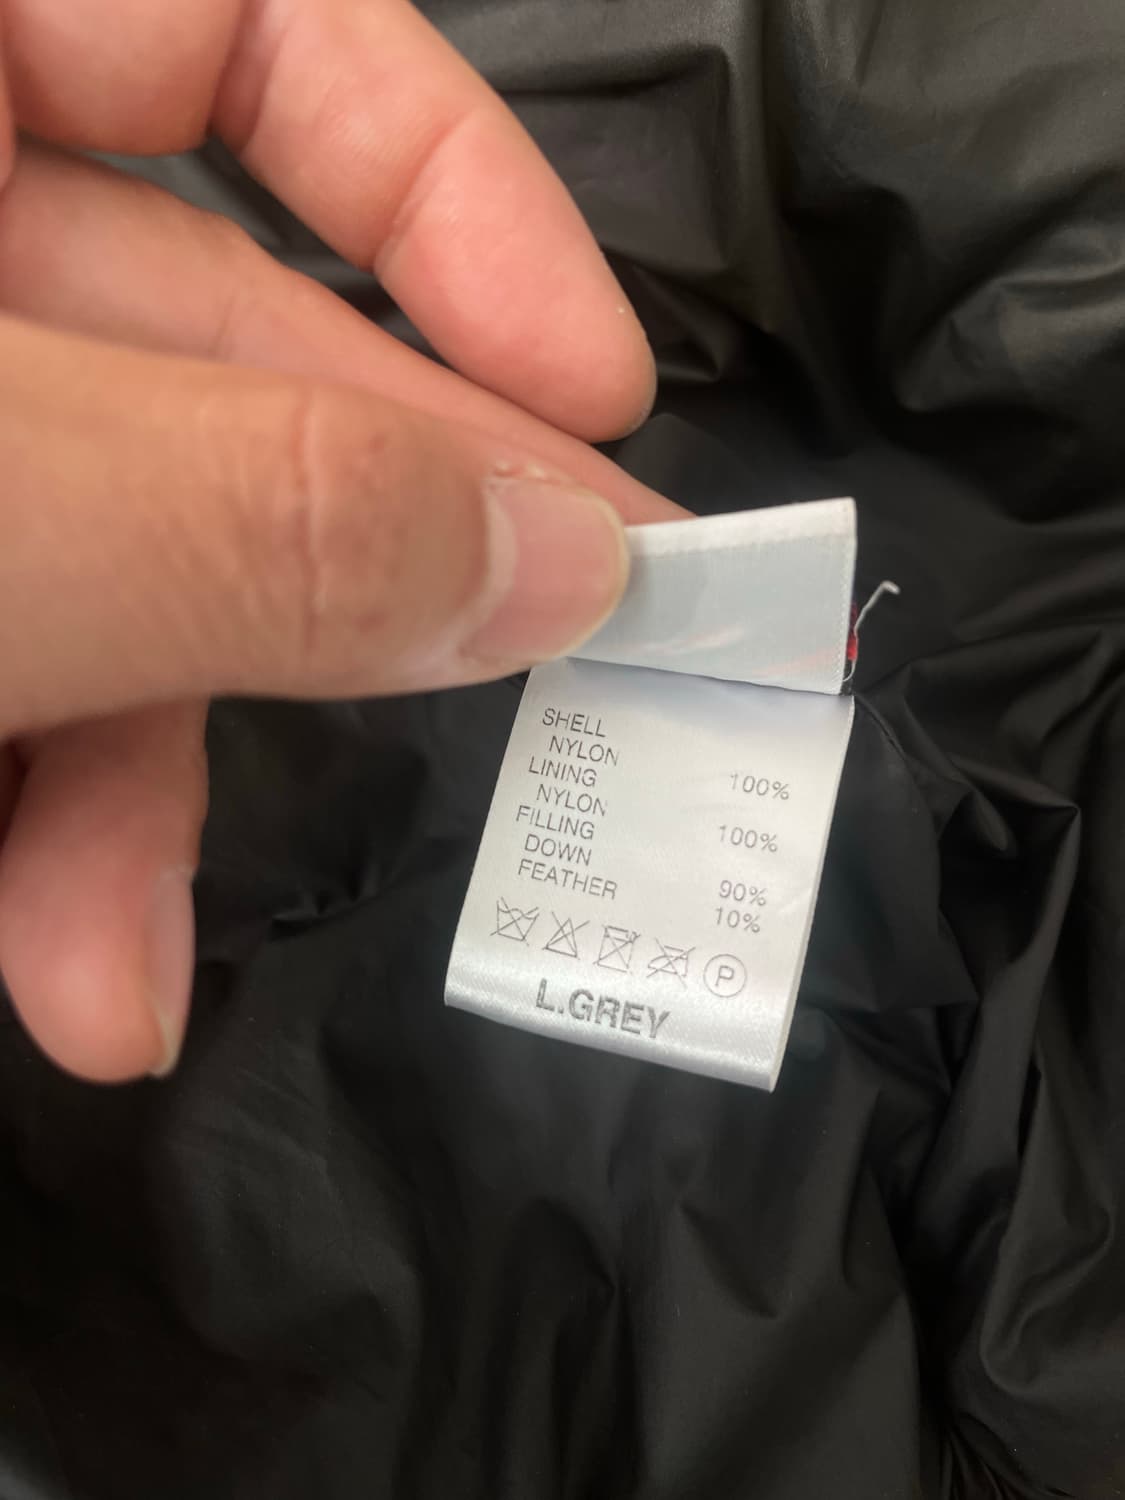 SHELL
NYLON 100%
LINING
NYLON 100%
FILLING
DOWN 90%
FEATHER 10%
P
L.GREY